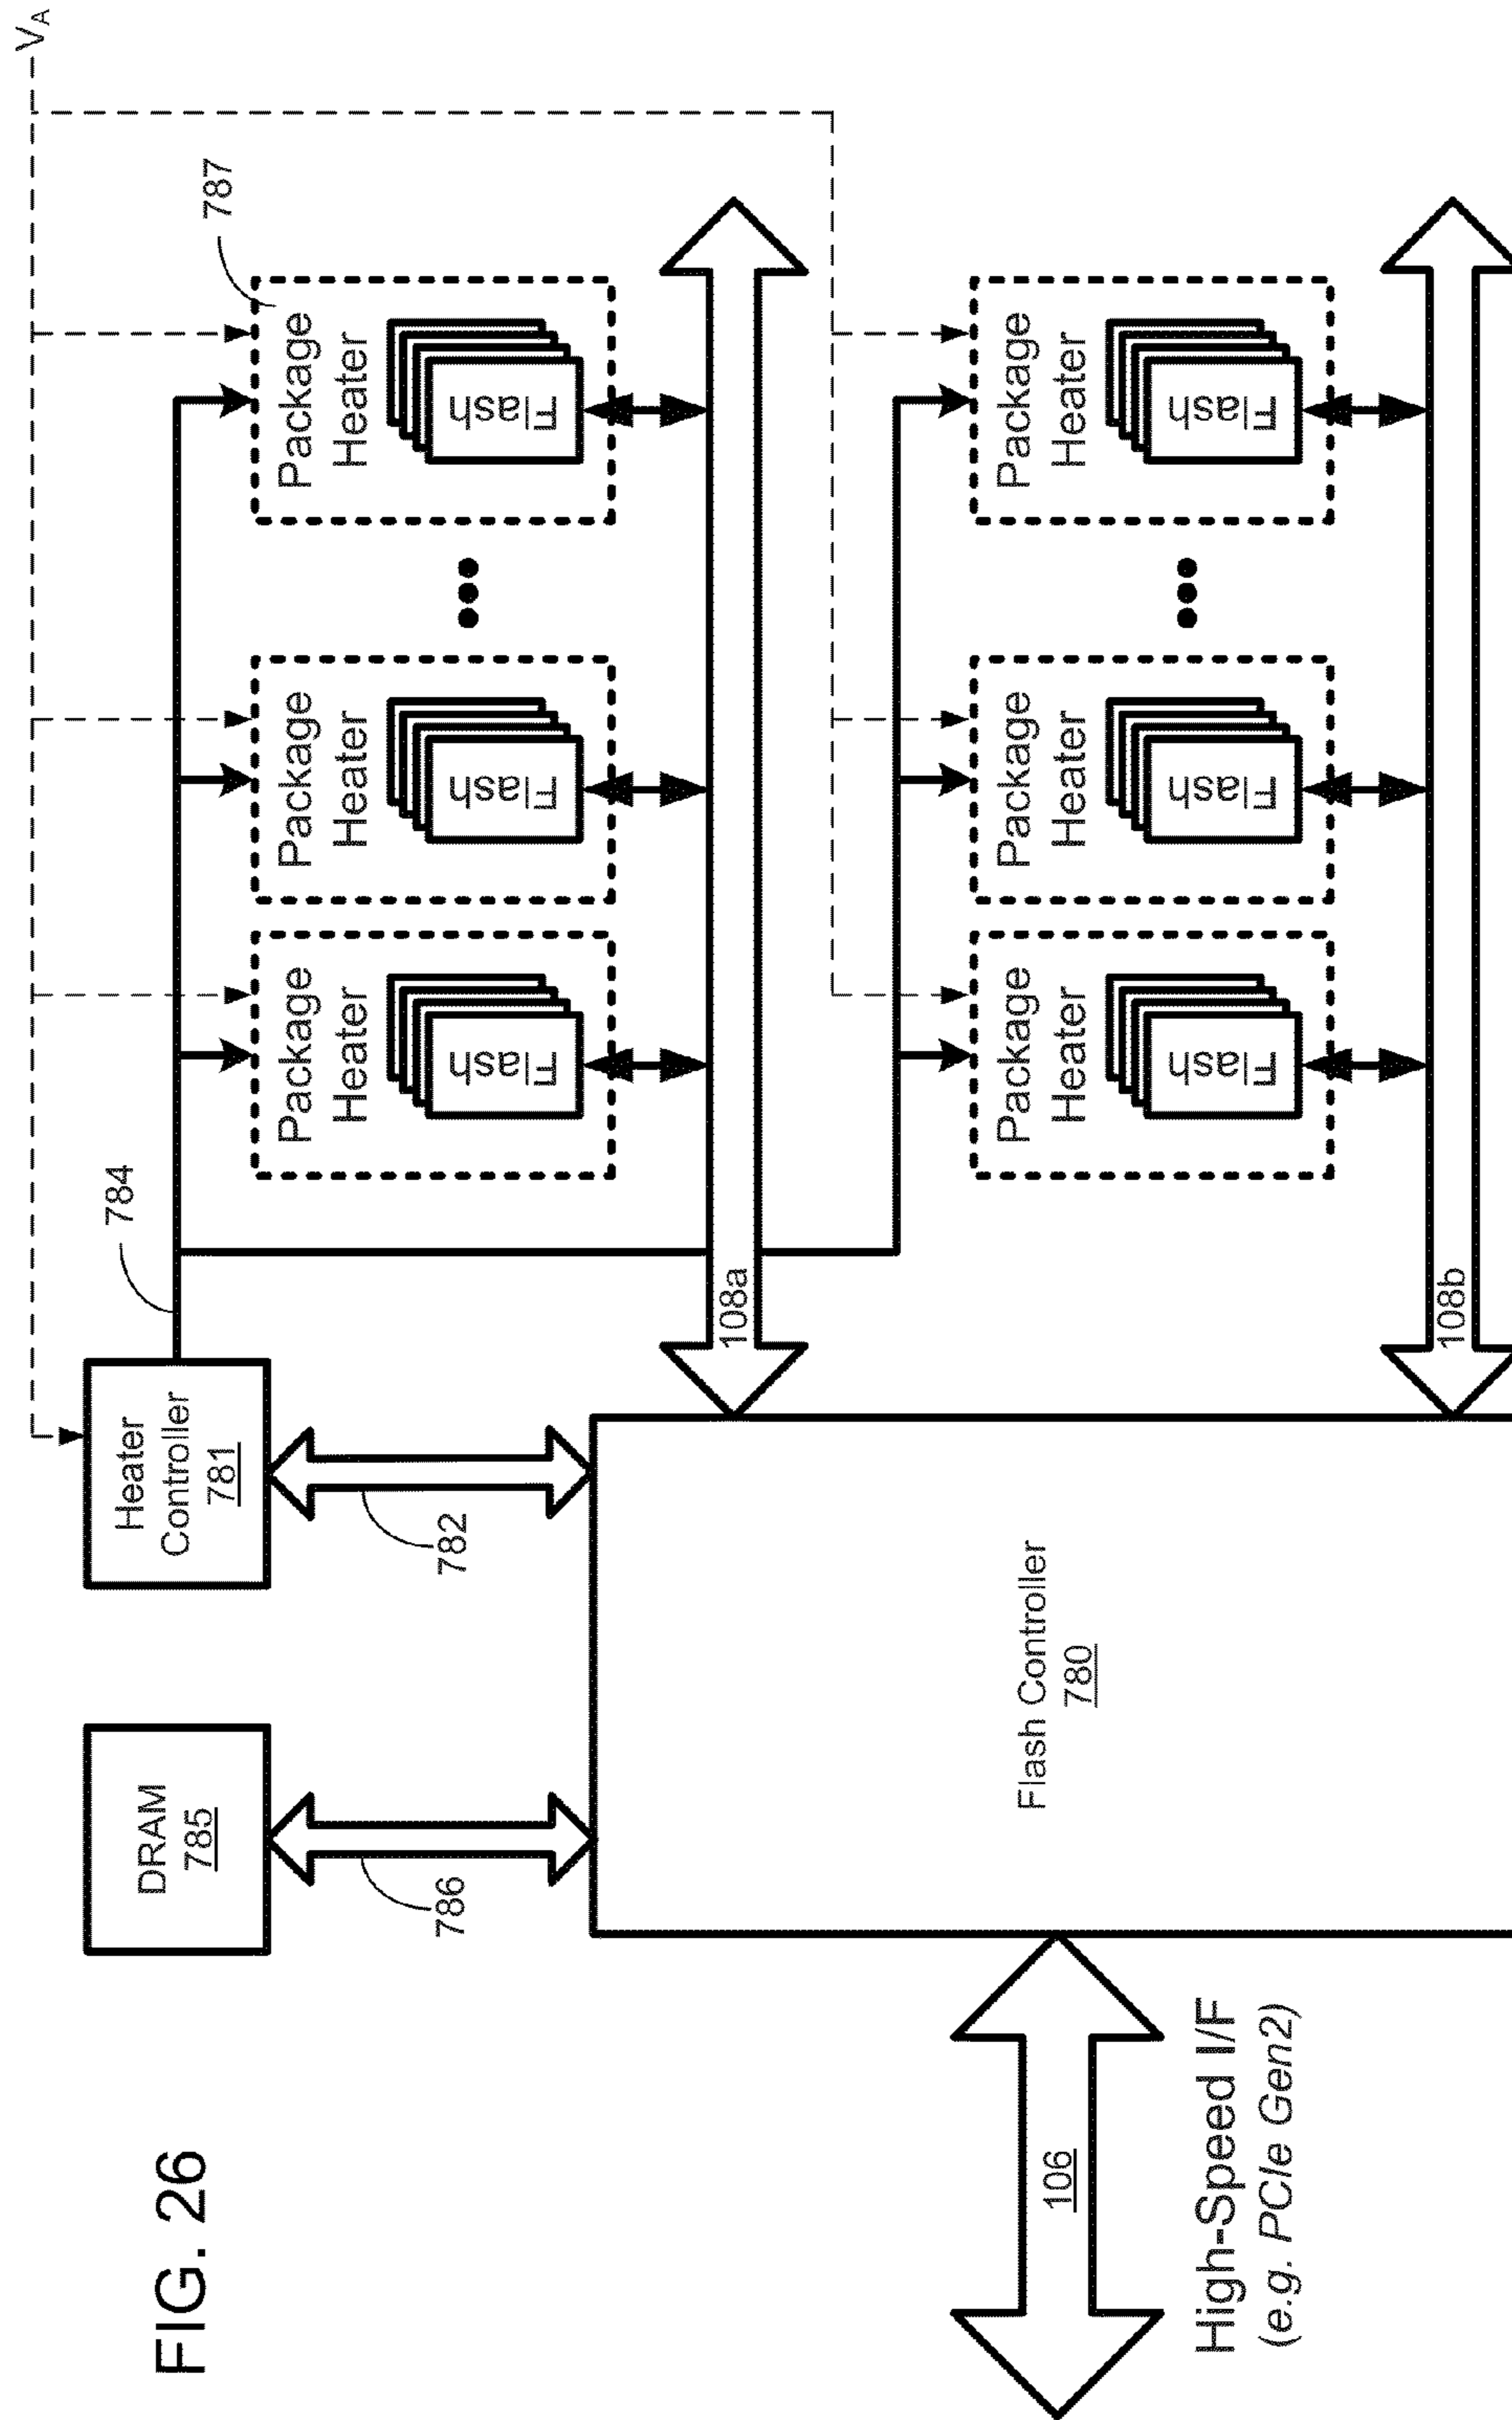 FIG. 26
V_A
DRAM
785
Heater
Controller
781
784
787
786
782
Package
Heater
Flash
Package
Heater
Flash
Package
Heater
Flash
108a
Flash Controller
780
106
High-Speed I/F
(e.g. PCIe Gen2)
Package
Heater
Flash
Package
Heater
Flash
Package
Heater
Flash
108b